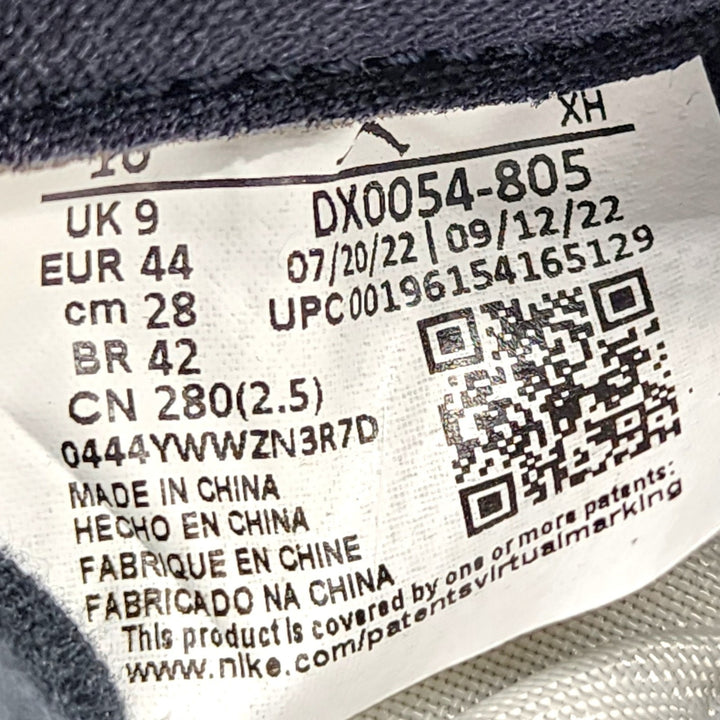 10
XH
UK 9
EUR 44
cm 28
BR 42
CN 280(2.5)
0444YWWZN3R7D
DX0054-805
07/20/22 | 09/12/22
UPC00196154165129
MADE IN CHINA
HECHO EN CHINA
FABRIQUE EN CHINE
FABRICADO NA CHINA
This product is covered by one or more patents:
www.nike.com/patentsvirtualmarking